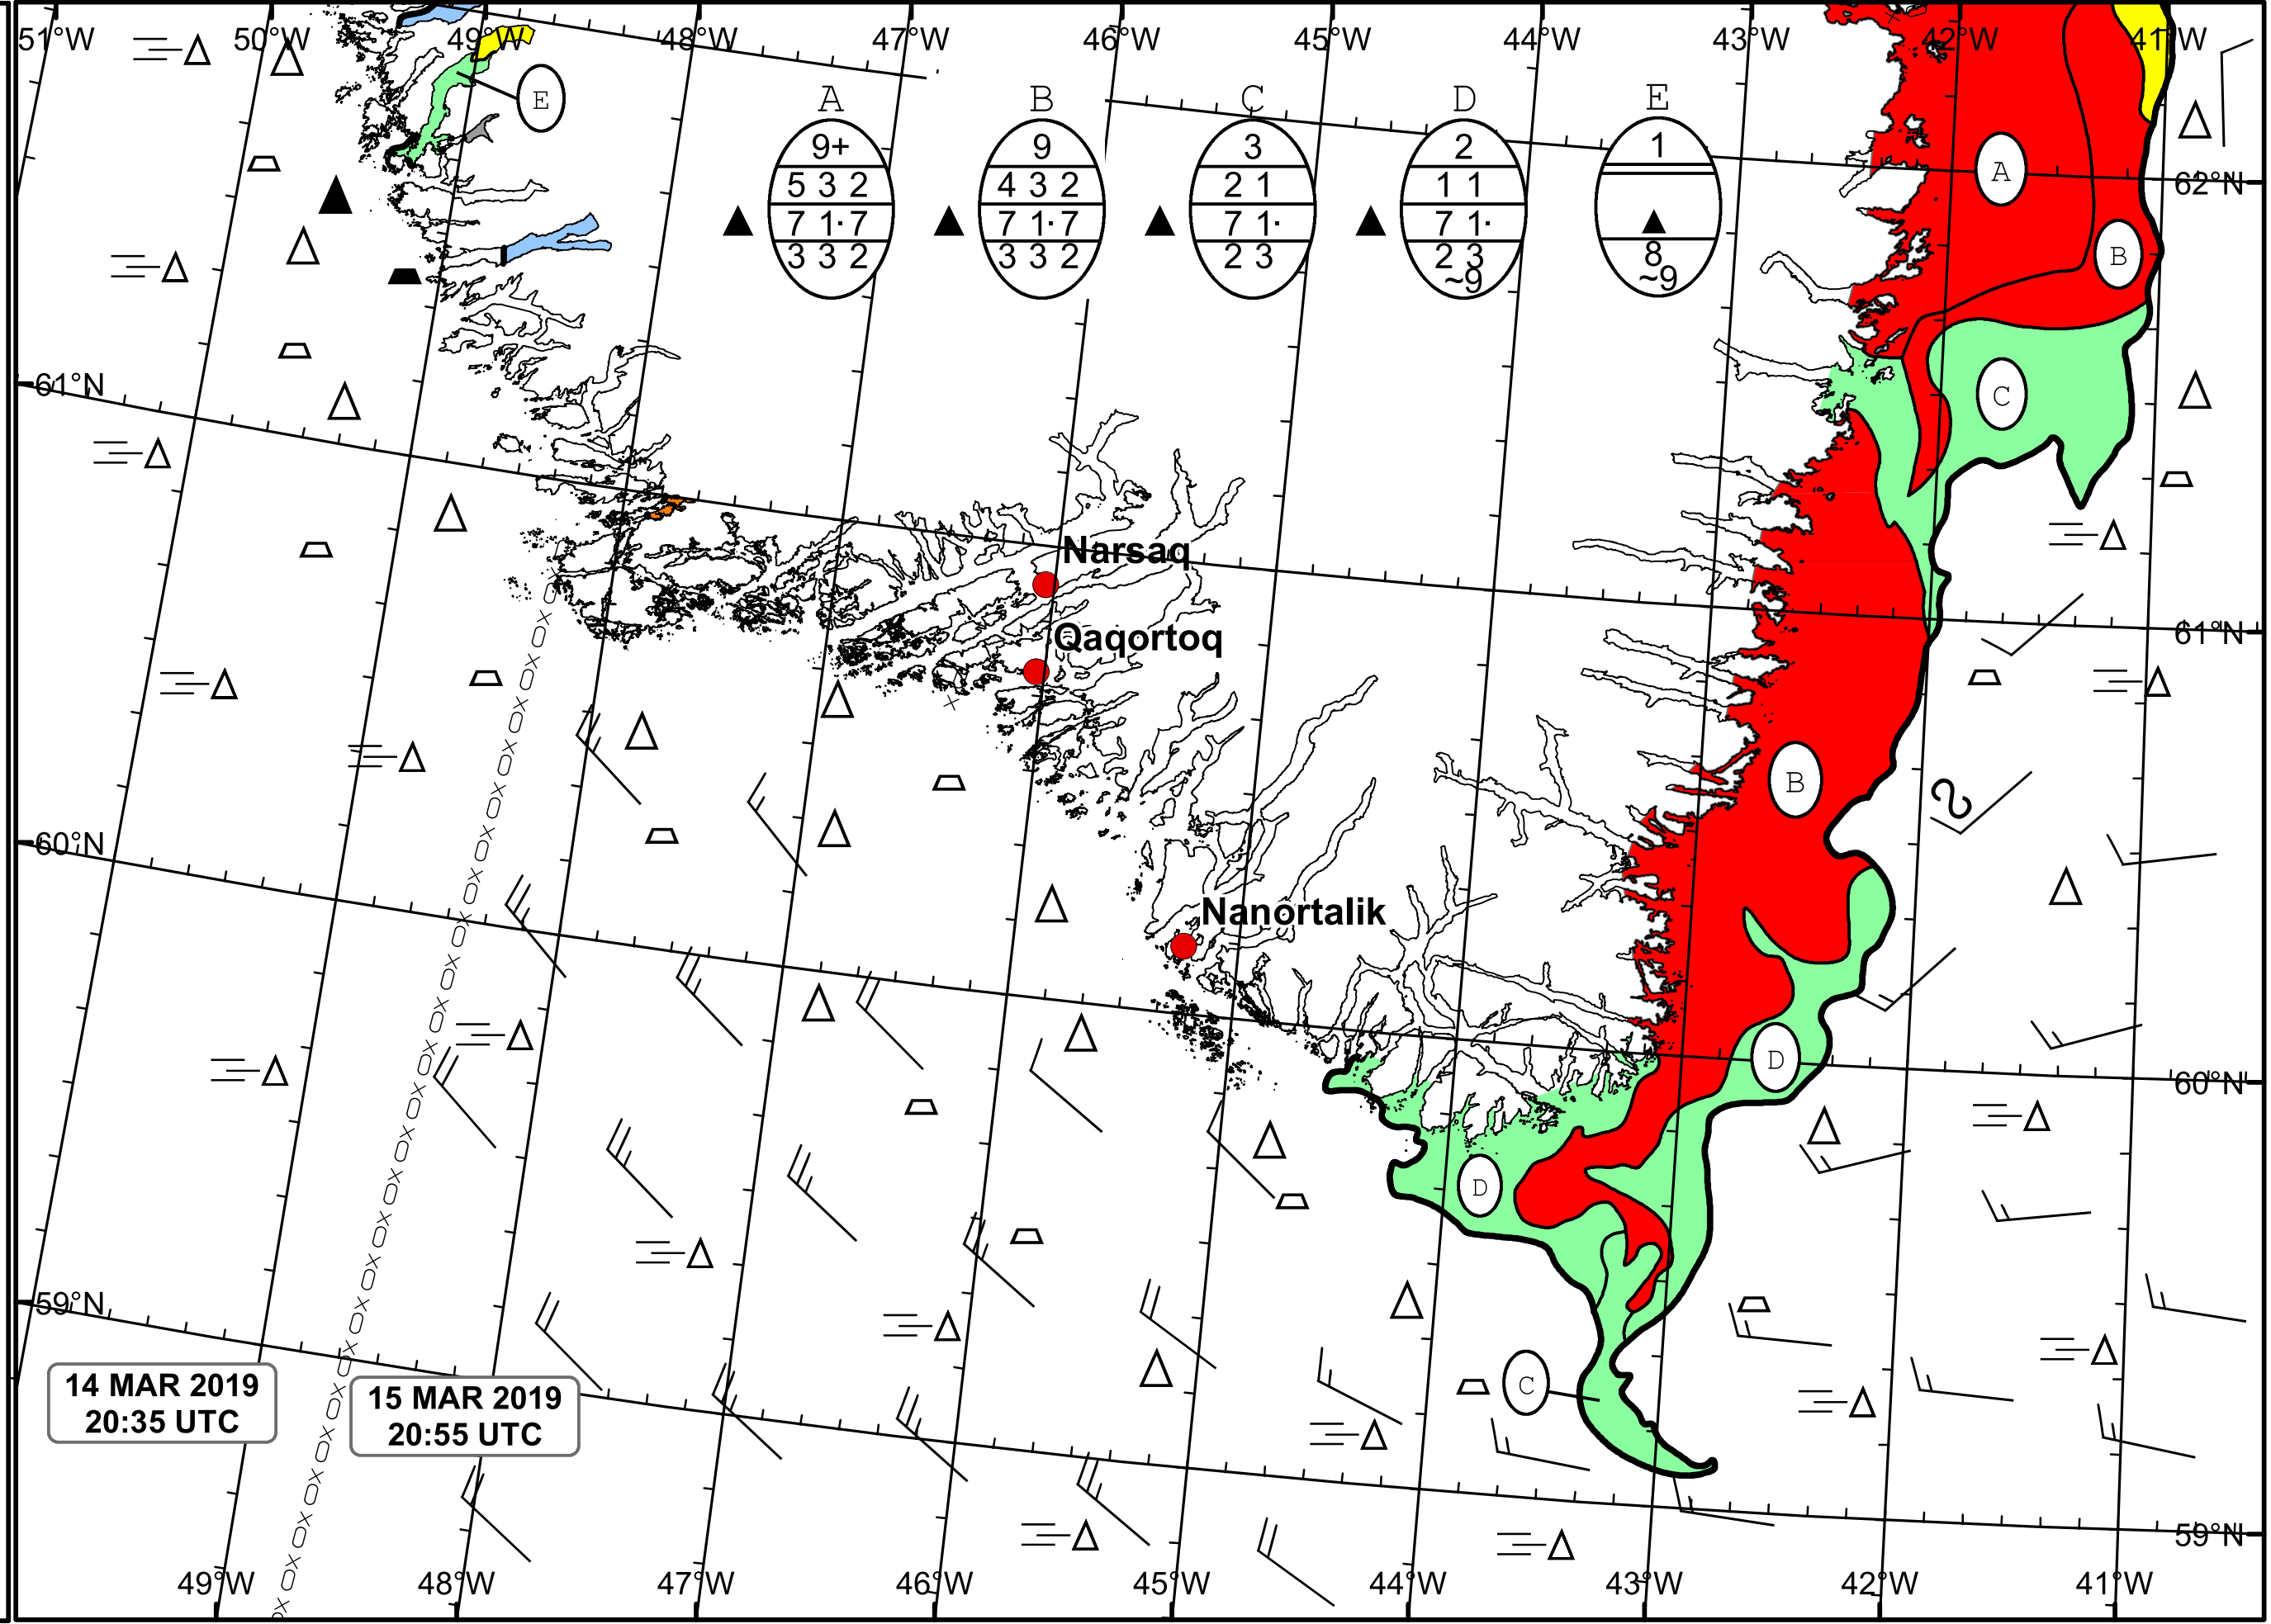 51°W 50°W 49°W 48°W 47°W 46°W 45°W 44°W 43°W 42°W 41°W
E
A B C D E
9+ 9 3 2 1
5 3 2 4 3 2 2 1 1 1
7 1·7 7 1·7 7 1· 7 1·
3 3 2 3 3 2 2 3 2 3 8
~9 ~9
A
62°N
B
61°N
C
Narsaq
61°N
Qaqortoq
B
2
60°N
Nanortalik
D
60°N
D
59°N
14 MAR 2019
20:35 UTC
15 MAR 2019
20:55 UTC
C
59°N
49°W 48°W 47°W 46°W 45°W 44°W 43°W 42°W 41°W